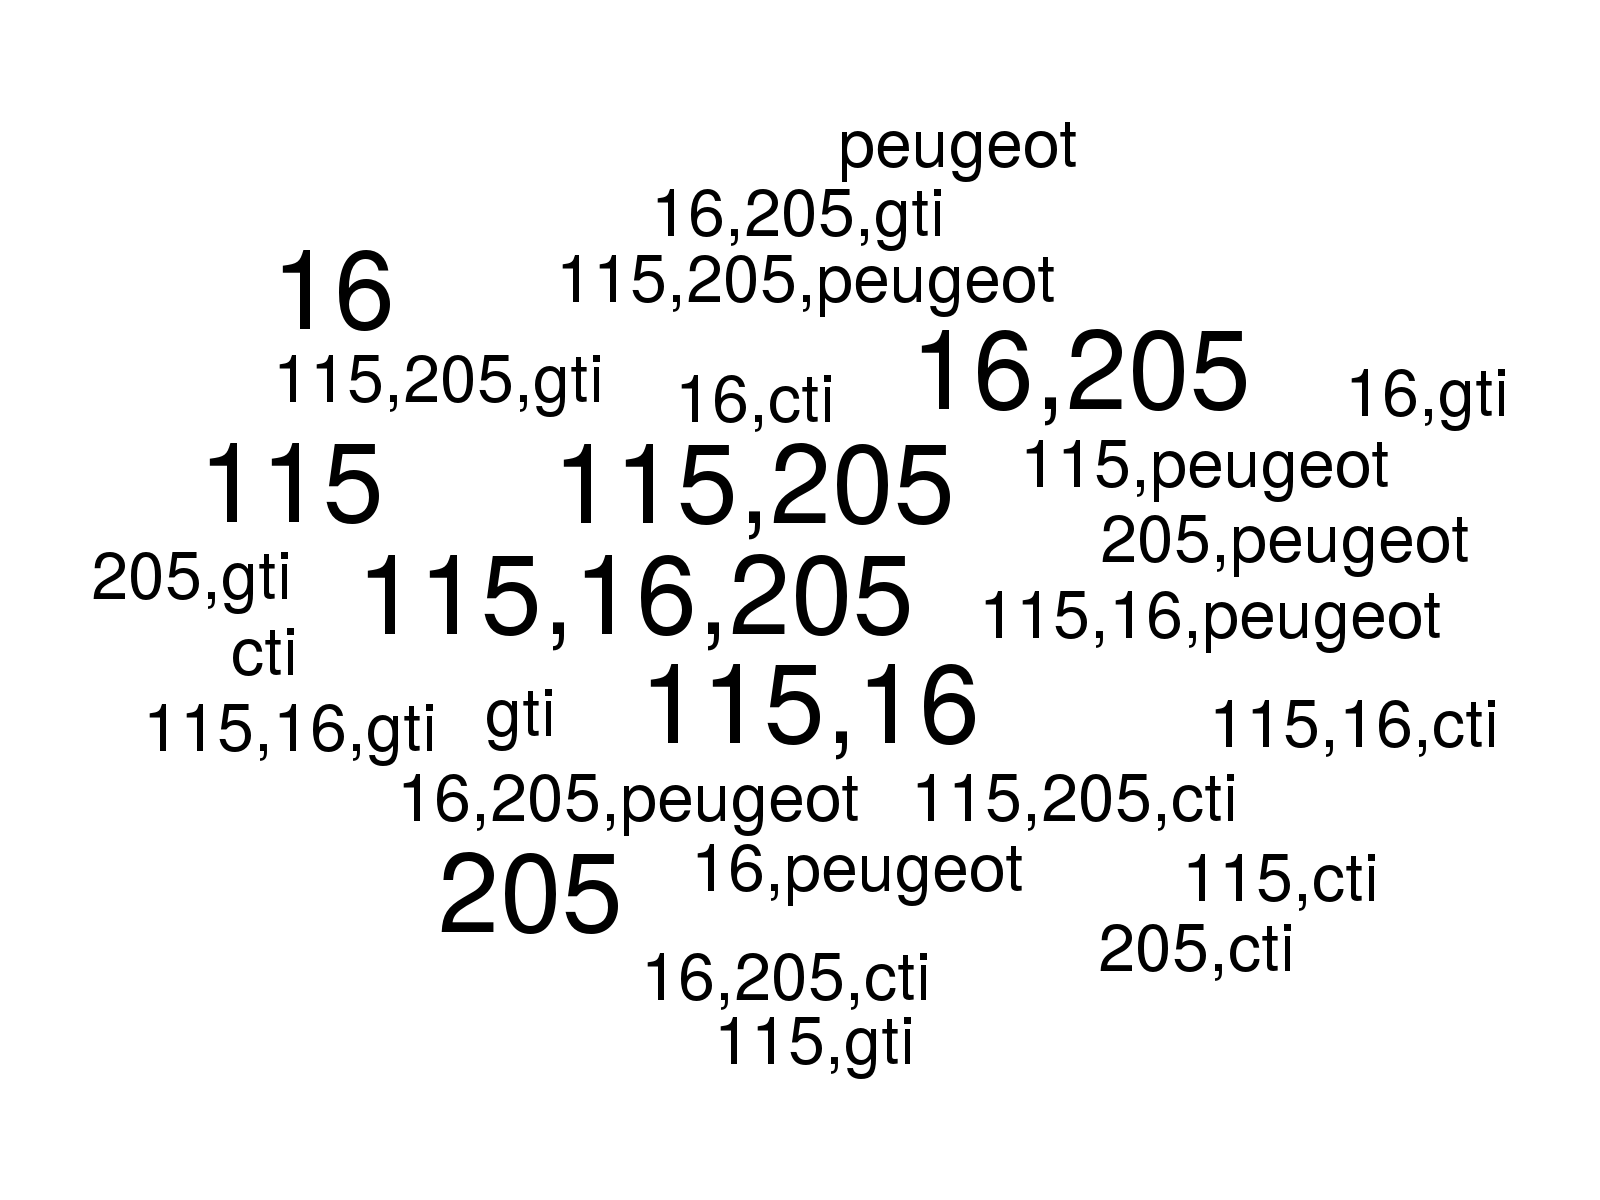 peugeot
16,205,gti
16
115,205,peugeot
16,205
115,205,gti
16,cti
16,gti
115
115,205
115,peugeot
205,peugeot
205,gti
115,16,205
115,16,peugeot
cti
115,16
115,16,gti
gti
115,16,cti
16,205,peugeot
115,205,cti
205
16,peugeot
115,cti
205,cti
16,205,cti
115,gti